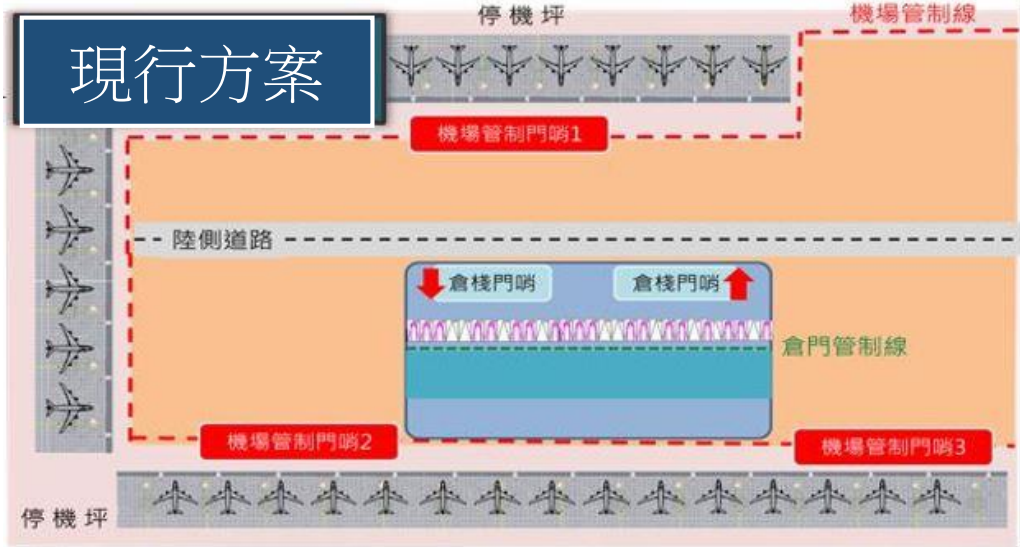 停機坪
機場管制線
現行方案
機場管制門哨1
陸側道路
倉棧門哨
倉棧門哨
倉門管制線
機場管制門哨2
機場管制門哨3
停機坪